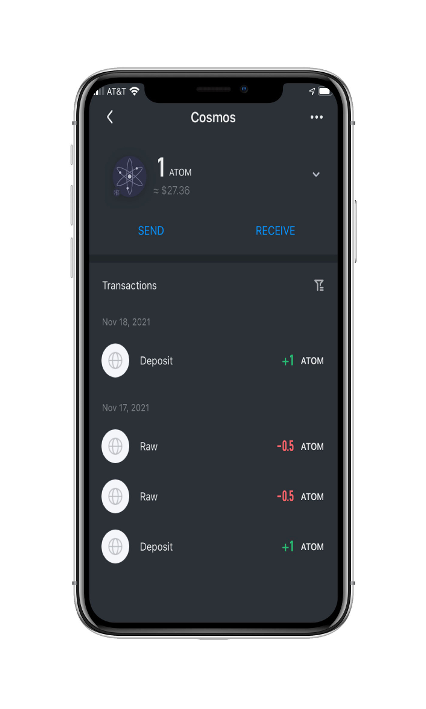 AT&T
Cosmos
1 ATOM
= $27.36
SEND RECEIVE
Transactions
Nov 18, 2021
Deposit +1 ATOM
Nov 17, 2021
Raw -0.5 ATOM
Raw -0.5 ATOM
Deposit +1 ATOM